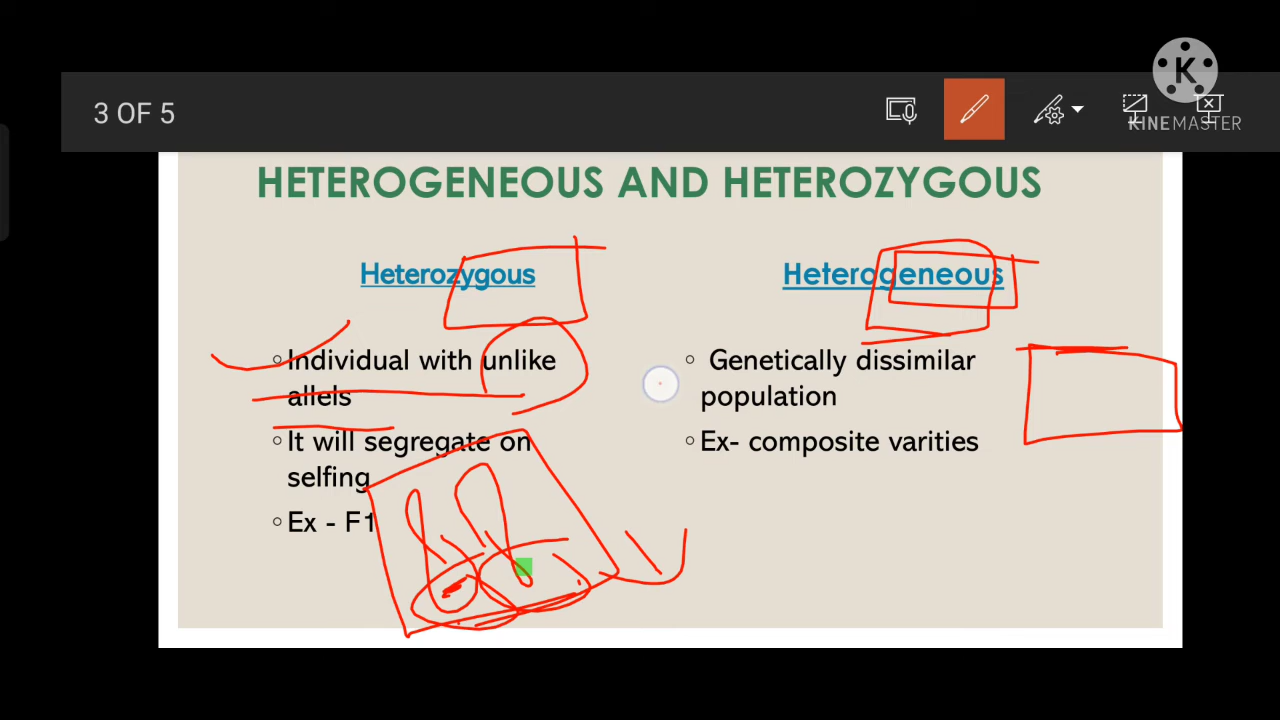 3 OF 5
KINEMASTER
HETEROGENEOUS AND HETEROZYGOUS
Heterozygous
◦Individual with unlike
allels
◦It will segregate on
selfing
◦Ex - F1
Heterogeneous
◦ Genetically dissimilar
population
◦Ex- composite varities